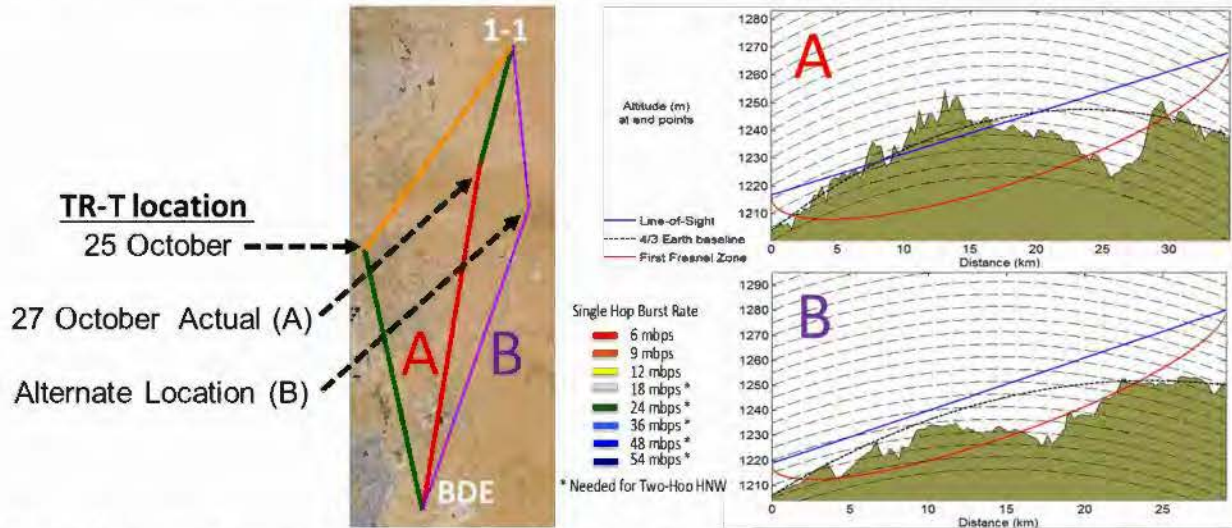 1-1
TR-T location
25 October
27 October Actual (A)
Alternate Location (B)
A
B
BDE
A
Altitude (m)
at end points
1280
1270
1260
1250
1240
1230
1220
1210
Line-of-Sight
4/3 Earth baseline
First Fresnel Zone
0
5
10
15
20
25
30
Distance (km)
Single Hop Burst Rate
6 mbps
9 mbps
12 mbps
18 mbps *
24 mbps *
36 mbps *
48 mbps *
54 mbps *
* Needed for Two-Hop HNW
B
1290
1280
1270
1260
1250
1240
1230
1220
1210
0
5
10
15
20
25
Distance (km)